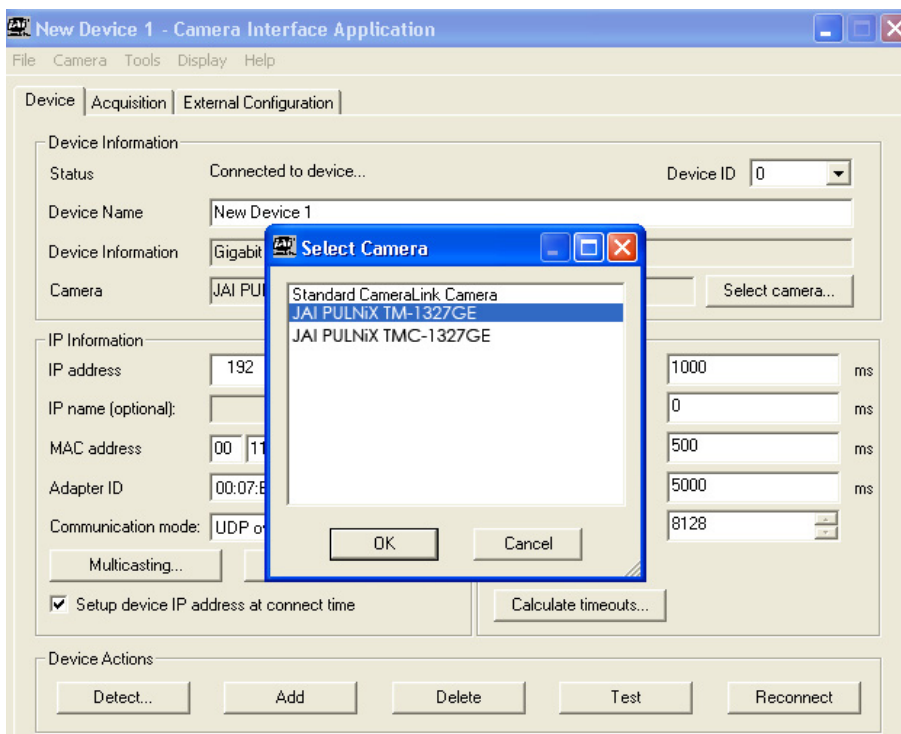 New Device 1 - Camera Interface Application
File Camera Tools Display Help
Device Acquisition External Configuration
Device Information
Status Connected to device... Device ID 0
Device Name New Device 1
Device Information Gigabit
Camera JAI PUL Select camera...
Select Camera
Standard CameraLink Camera
JAI PULNiX TM-1327GE
JAI PULNiX TMC-1327GE
OK Cancel
IP Information
IP address 192 1000 ms
IP name (optional): 0 ms
MAC address 00 11 500 ms
Adapter ID 00:07:E 5000 ms
Communication mode: UDP ov 8128
Multicasting...
Setup device IP address at connect time Calculate timeouts...
Device Actions
Detect... Add Delete Test Reconnect